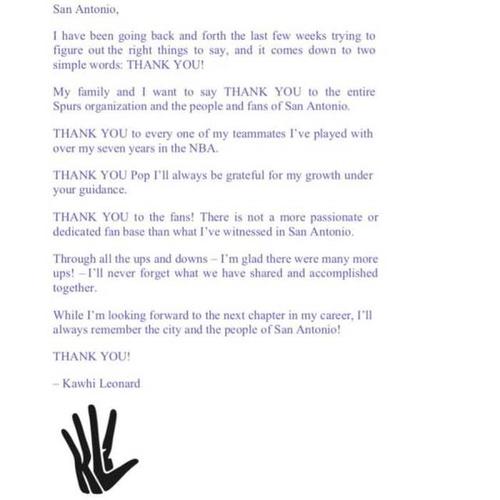 San Antonio,
I have been going back and forth the last few weeks trying to
figure out the right things to say, and it comes down to two
simple words: THANK YOU!
My family and I want to say THANK YOU to the entire
Spurs organization and the people and fans of San Antonio.
THANK YOU to every one of my teammates I've played with
over my seven years in the NBA.
THANK YOU Pop I'll always be grateful for my growth under
your guidance.
THANK YOU to the fans! There is not a more passionate or
dedicated fan base than what I've witnessed in San Antonio.
Through all the ups and downs – I'm glad there were many more
ups! – I'll never forget what we have shared and accomplished
together.
While I'm looking forward to the next chapter in my career, I'll
always remember the city and the people of San Antonio!
THANK YOU!
– Kawhi Leonard
KL2